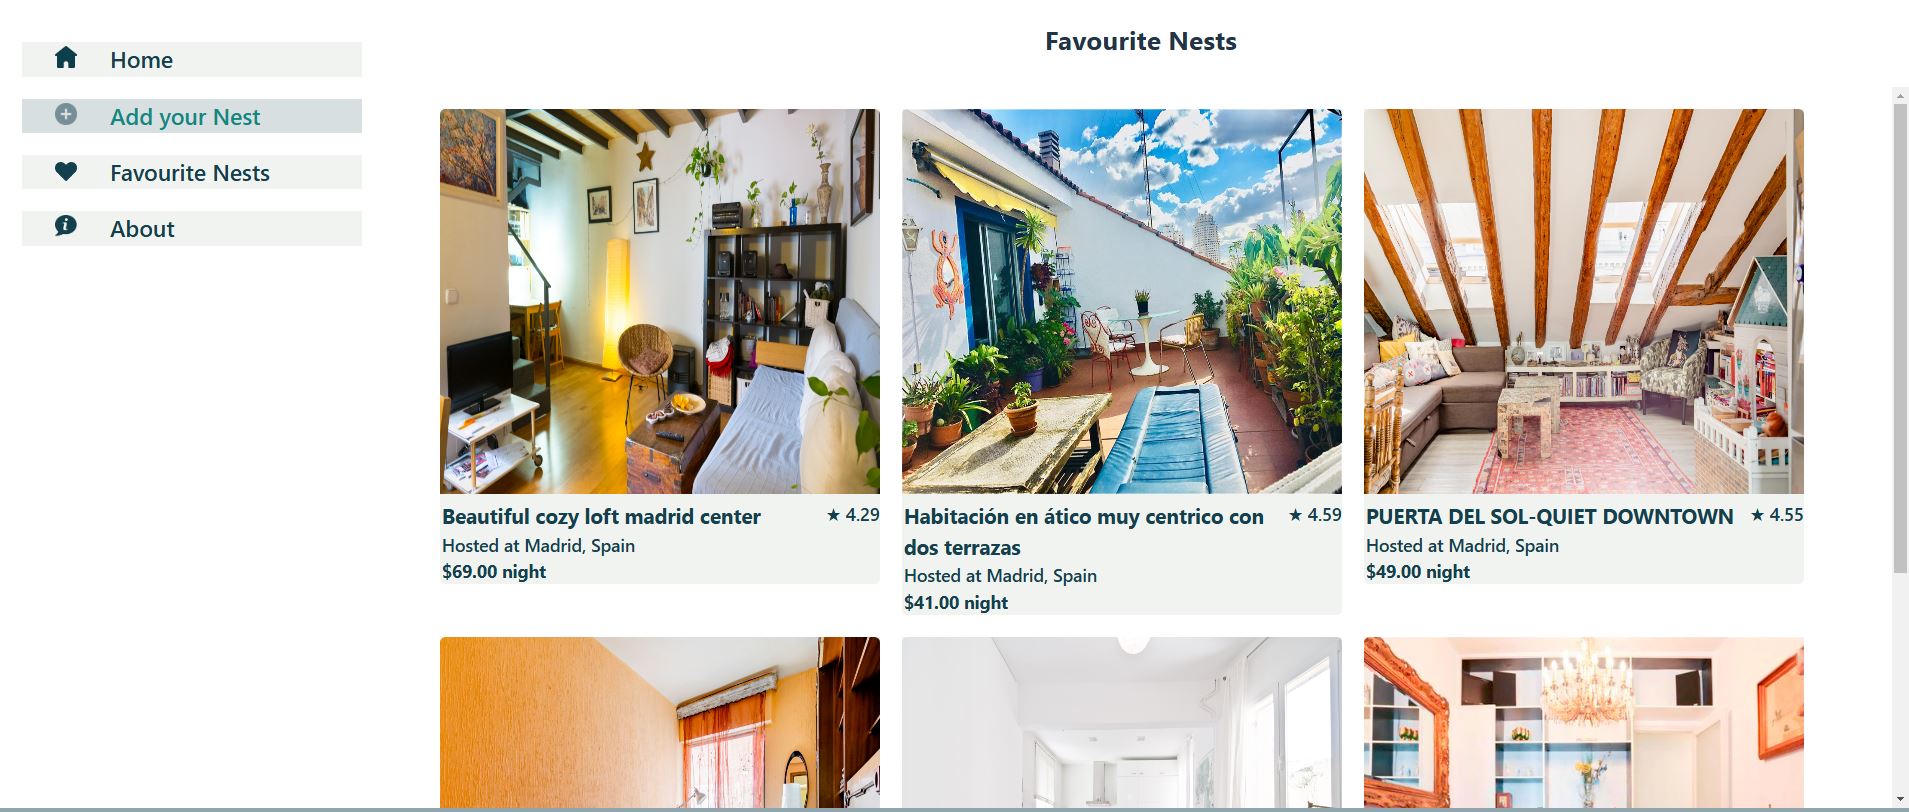 Favourite Nests
Home
Add your Nest
Favourite Nests
About
Beautiful cozy loft madrid center ★ 4.29
Hosted at Madrid, Spain
$69.00 night
Habitación en ático muy centrico con ★ 4.59
dos terrazas
Hosted at Madrid, Spain
$41.00 night
PUERTA DEL SOL-QUIET DOWNTOWN ★ 4.55
Hosted at Madrid, Spain
$49.00 night